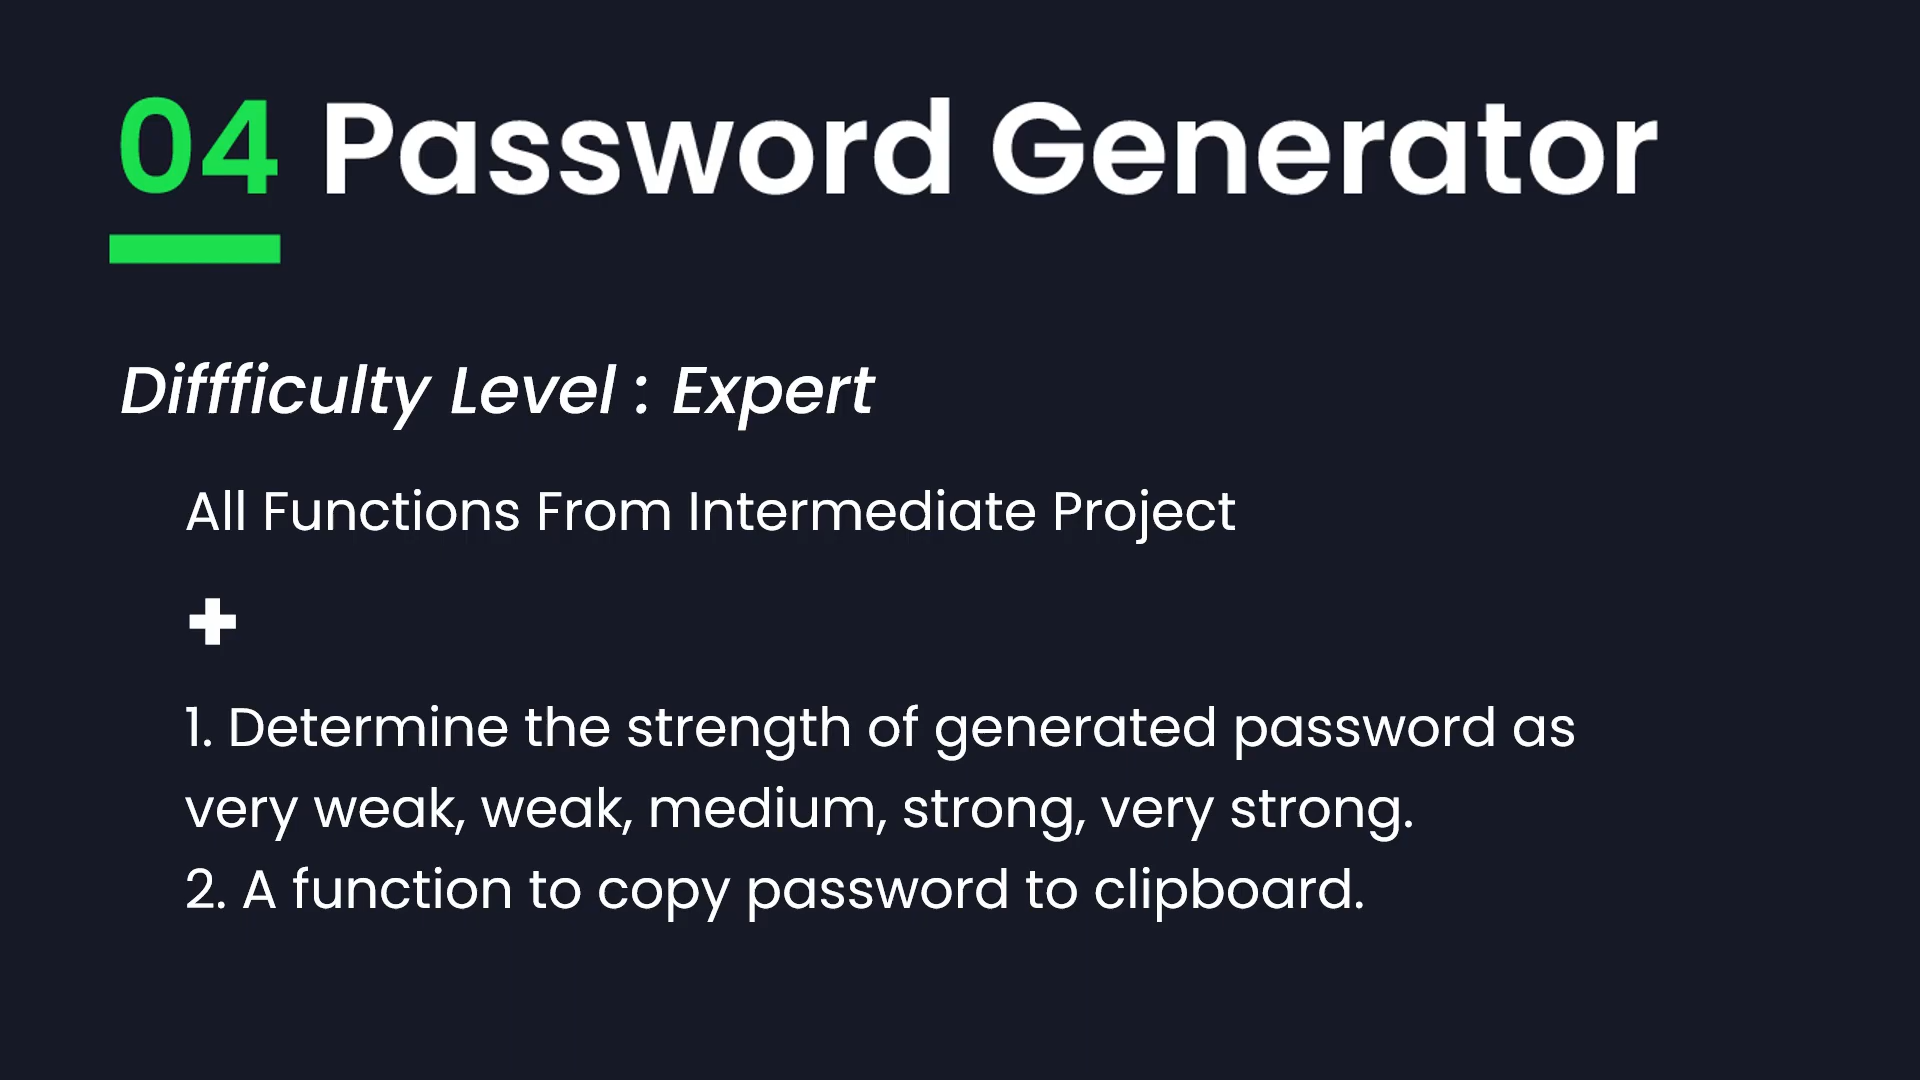 04 Password Generator
Diffficulty Level : Expert
All Functions From Intermediate Project
+
1. Determine the strength of generated password as
very weak, weak, medium, strong, very strong.
2. A function to copy password to clipboard.